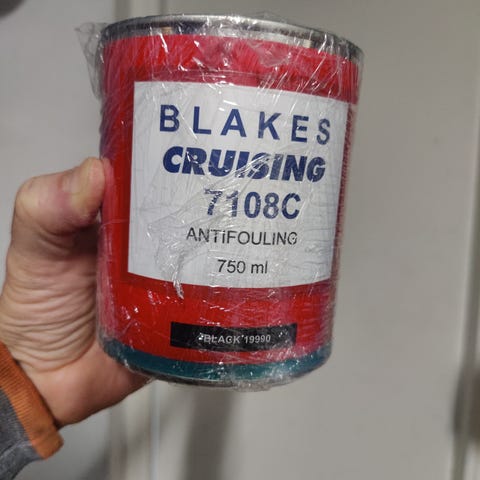 BLAKES
CRUISING
7108C
ANTIFOULING
750 ml
BLACK 19990